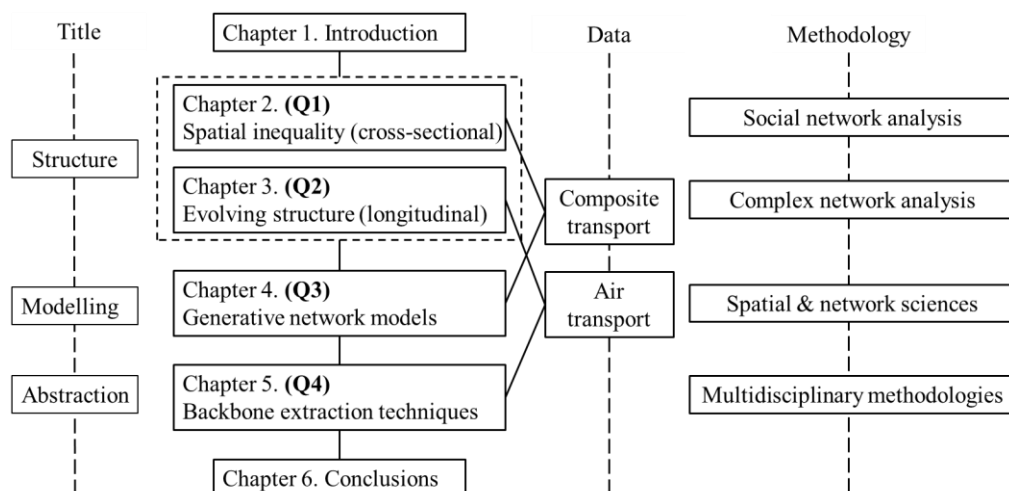 Title
Chapter 1. Introduction
Data
Methodology
Chapter 2. (Q1)
Spatial inequality (cross-sectional)
Social network analysis
Structure
Chapter 3. (Q2)
Evolving structure (longitudinal)
Composite
transport
Complex network analysis
Modelling
Chapter 4. (Q3)
Generative network models
Air
transport
Spatial & network sciences
Abstraction
Chapter 5. (Q4)
Backbone extraction techniques
Multidisciplinary methodologies
Chapter 6. Conclusions